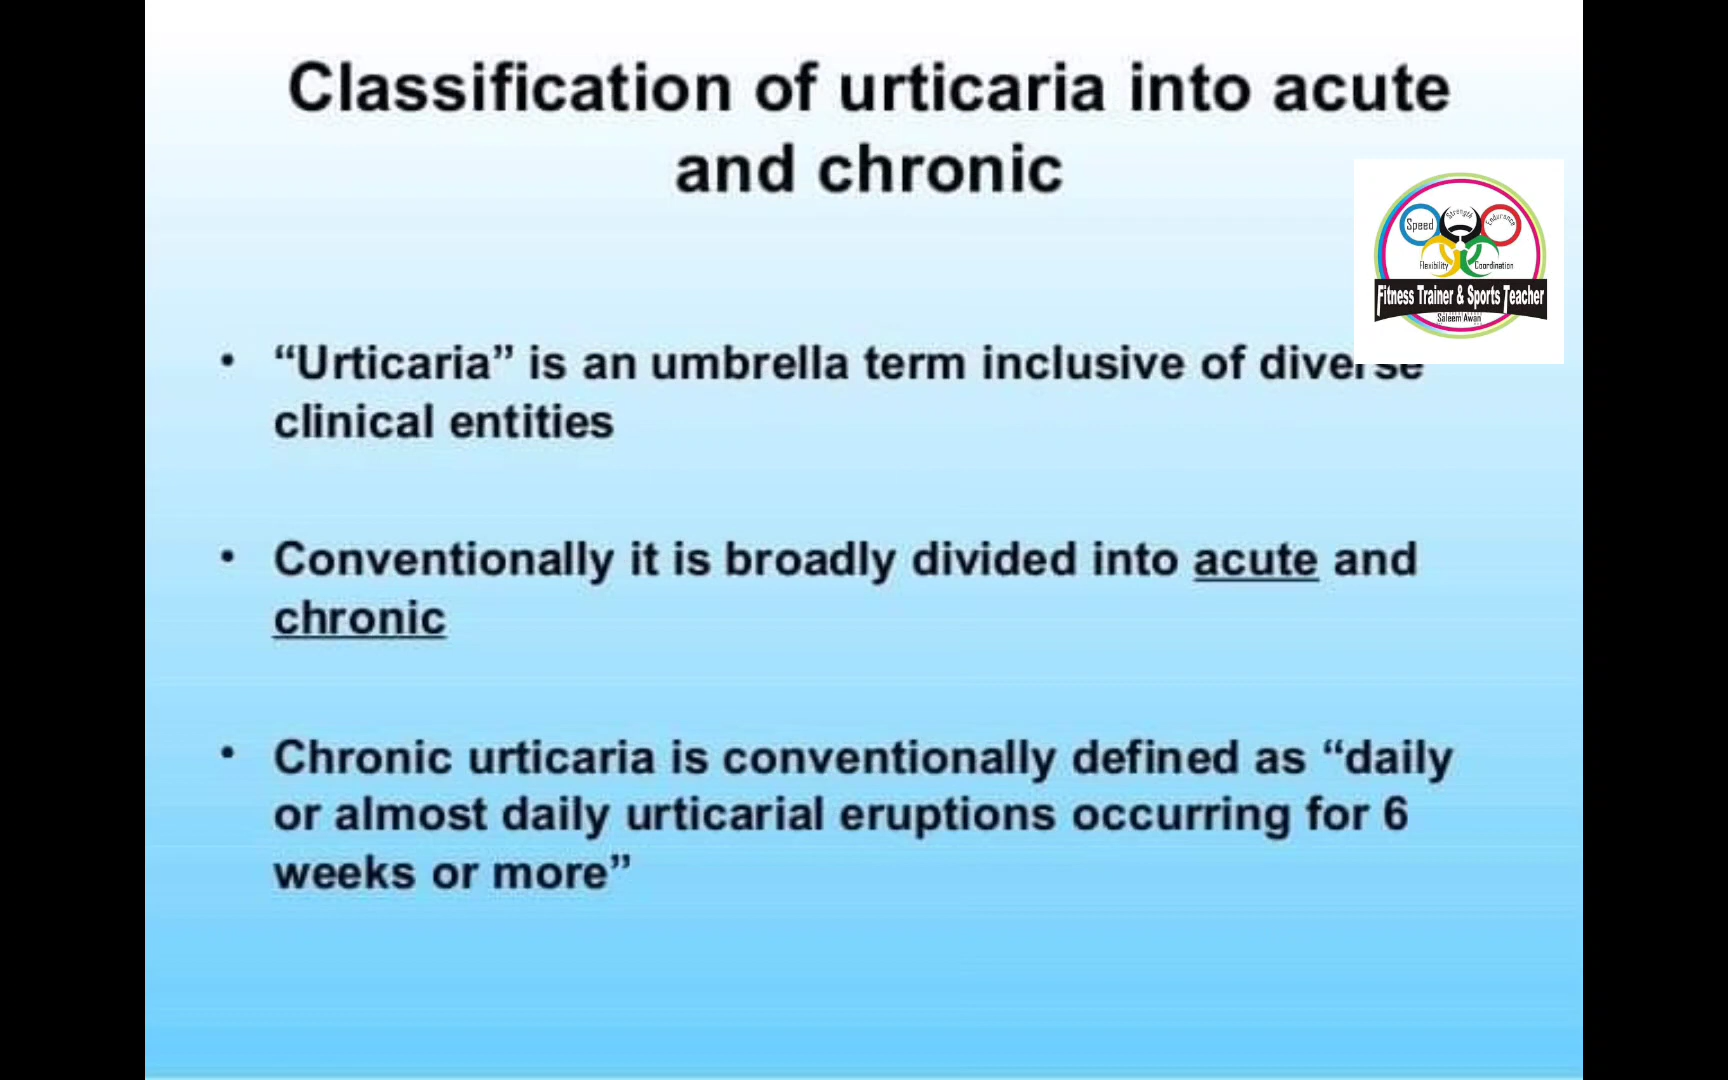 Classification of urticaria into acute
and chronic
Speed
Strength
Endurance
Flexibility
Coordination
Fitness Trainer & Sports Teacher
Saleem Awan
• “Urticaria” is an umbrella term inclusive of diverse
clinical entities
• Conventionally it is broadly divided into acute and
chronic
• Chronic urticaria is conventionally defined as “daily
or almost daily urticarial eruptions occurring for 6
weeks or more”